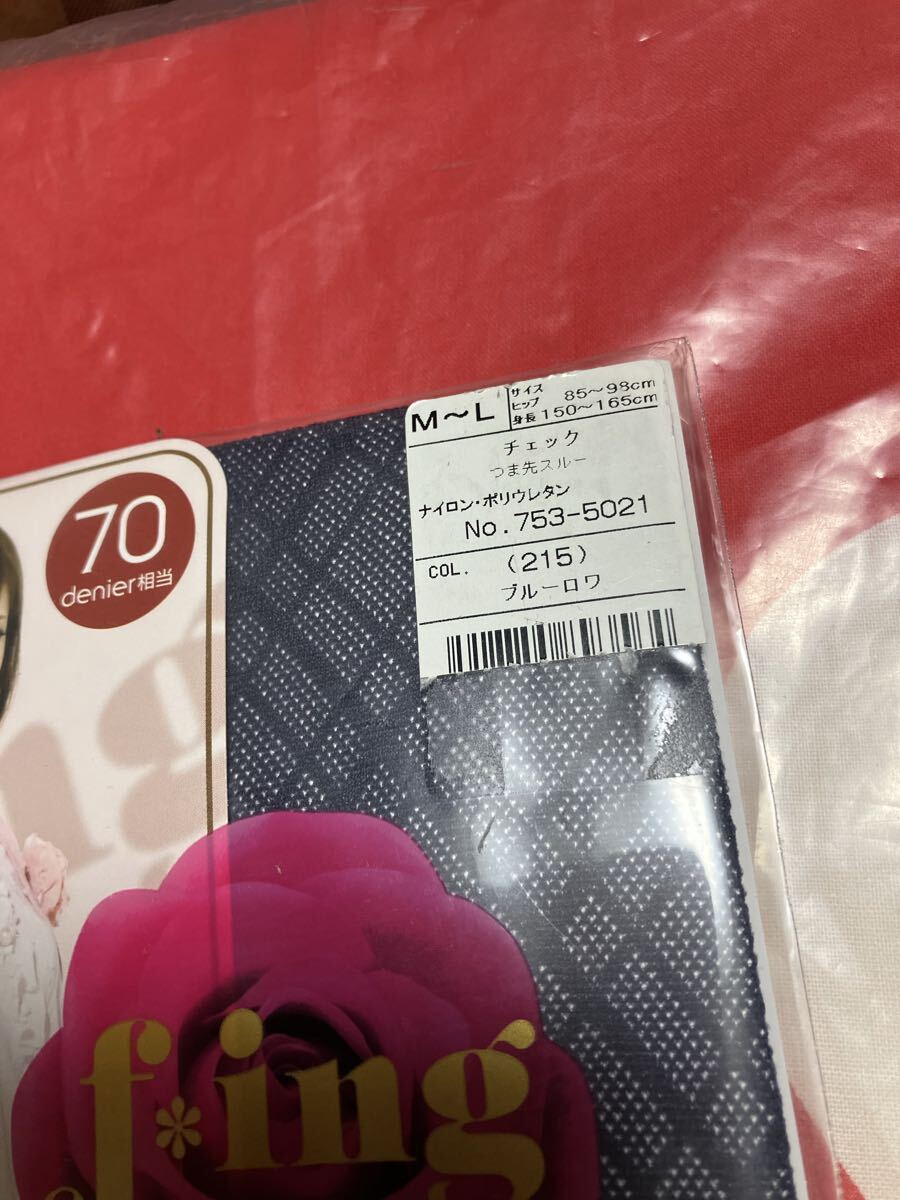 M～L
サイズ
ヒップ 85～98cm
身長 150～165cm
チェック
つま先スルー
ナイロン・ポリウレタン
No.753-5021
COL. (215)
ブルーロワ
70
denier相当
f*ing